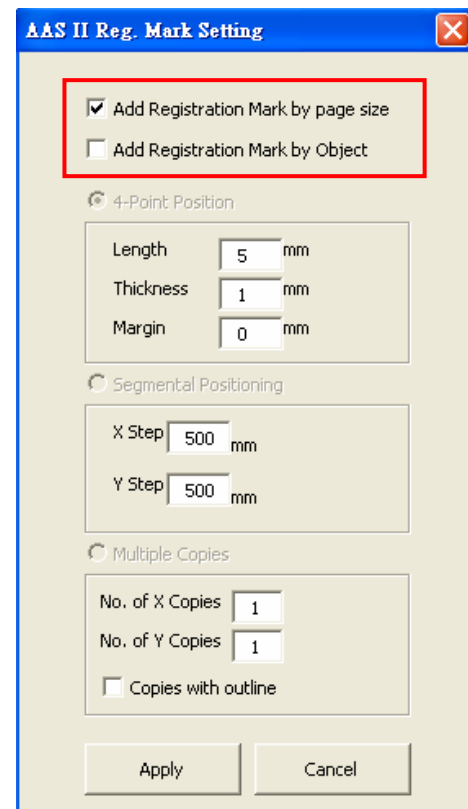 AAS II Reg. Mark Setting
Add Registration Mark by page size
Add Registration Mark by Object
4-Point Position
Length 5 mm
Thickness 1 mm
Margin 0 mm
Segmental Positioning
X Step 500 mm
Y Step 500 mm
Multiple Copies
No. of X Copies 1
No. of Y Copies 1
Copies with outline
Apply Cancel